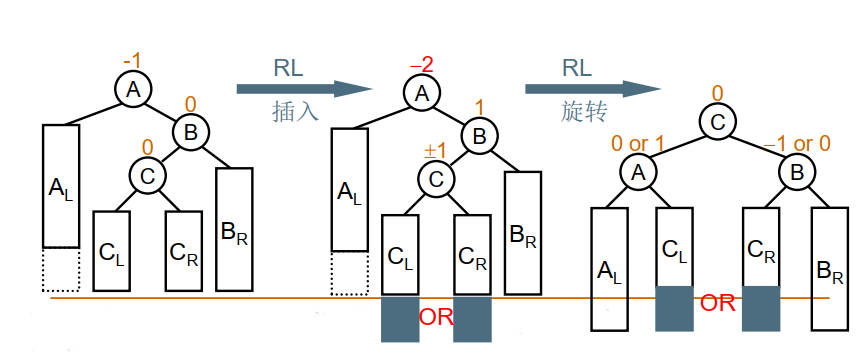 -1
A
0
B
0
C
A_L
C_L
C_R
B_R
RL
插入
–2
A
1
B
±1
C
A_L
C_L
C_R
B_R
OR
RL
旋转
0
C
0 or 1
A
–1 or 0
B
A_L
C_L
C_R
B_R
OR